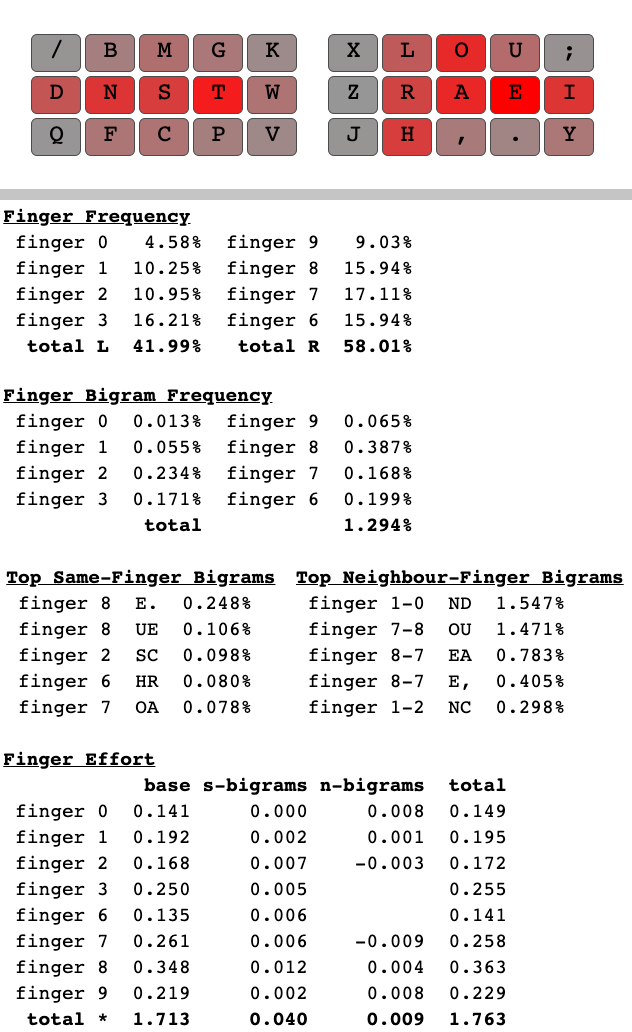 / B M G K X L O U ;
D N S T W Z R A E I
Q F C P V J H , . Y
Finger Frequency
finger 0 4.58% finger 9 9.03%
finger 1 10.25% finger 8 15.94%
finger 2 10.95% finger 7 17.11%
finger 3 16.21% finger 6 15.94%
total L 41.99% total R 58.01%
Finger Bigram Frequency
finger 0 0.013% finger 9 0.065%
finger 1 0.055% finger 8 0.387%
finger 2 0.234% finger 7 0.168%
finger 3 0.171% finger 6 0.199%
total 1.294%
Top Same-Finger Bigrams Top Neighbour-Finger Bigrams
finger 8 E. 0.248% finger 1-0 ND 1.547%
finger 8 UE 0.106% finger 7-8 OU 1.471%
finger 2 SC 0.098% finger 8-7 EA 0.783%
finger 6 HR 0.080% finger 8-7 E, 0.405%
finger 7 OA 0.078% finger 1-2 NC 0.298%
Finger Effort
base s-bigrams n-bigrams total
finger 0 0.141 0.000 0.008 0.149
finger 1 0.192 0.002 0.001 0.195
finger 2 0.168 0.007 -0.003 0.172
finger 3 0.250 0.005 0.255
finger 6 0.135 0.006 0.141
finger 7 0.261 0.006 -0.009 0.258
finger 8 0.348 0.012 0.004 0.363
finger 9 0.219 0.002 0.008 0.229
total * 1.713 0.040 0.009 1.763